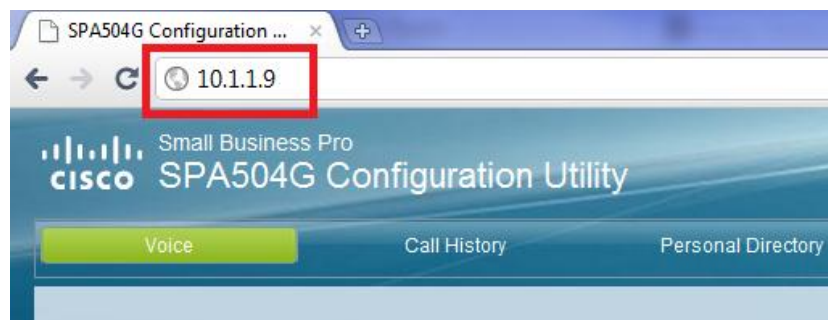 SPA504G Configuration ...
10.1.1.9
Small Business Pro
CISCO SPA504G Configuration Utility
Voice Call History Personal Directory